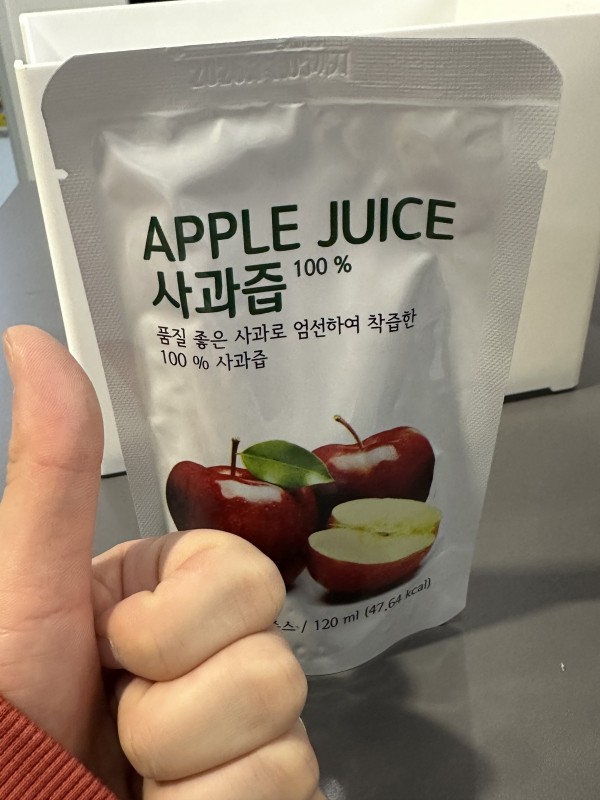 APPLE JUICE
사과즙 100 %
품질 좋은 사과로 엄선하여 착즙한
100 % 사과즙
/ 120 ml (47.64 kcal)